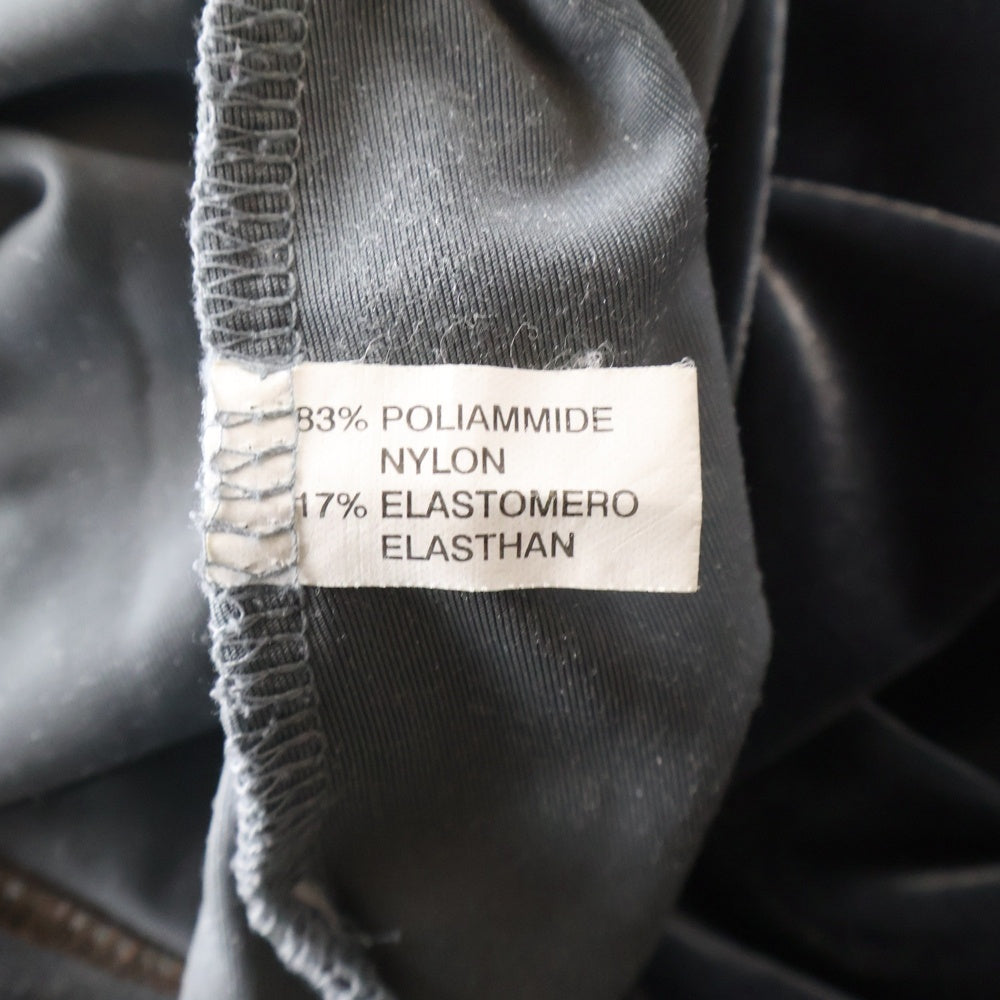 83% POLIAMMIDE
NYLON
17% ELASTOMERO
ELASTHAN